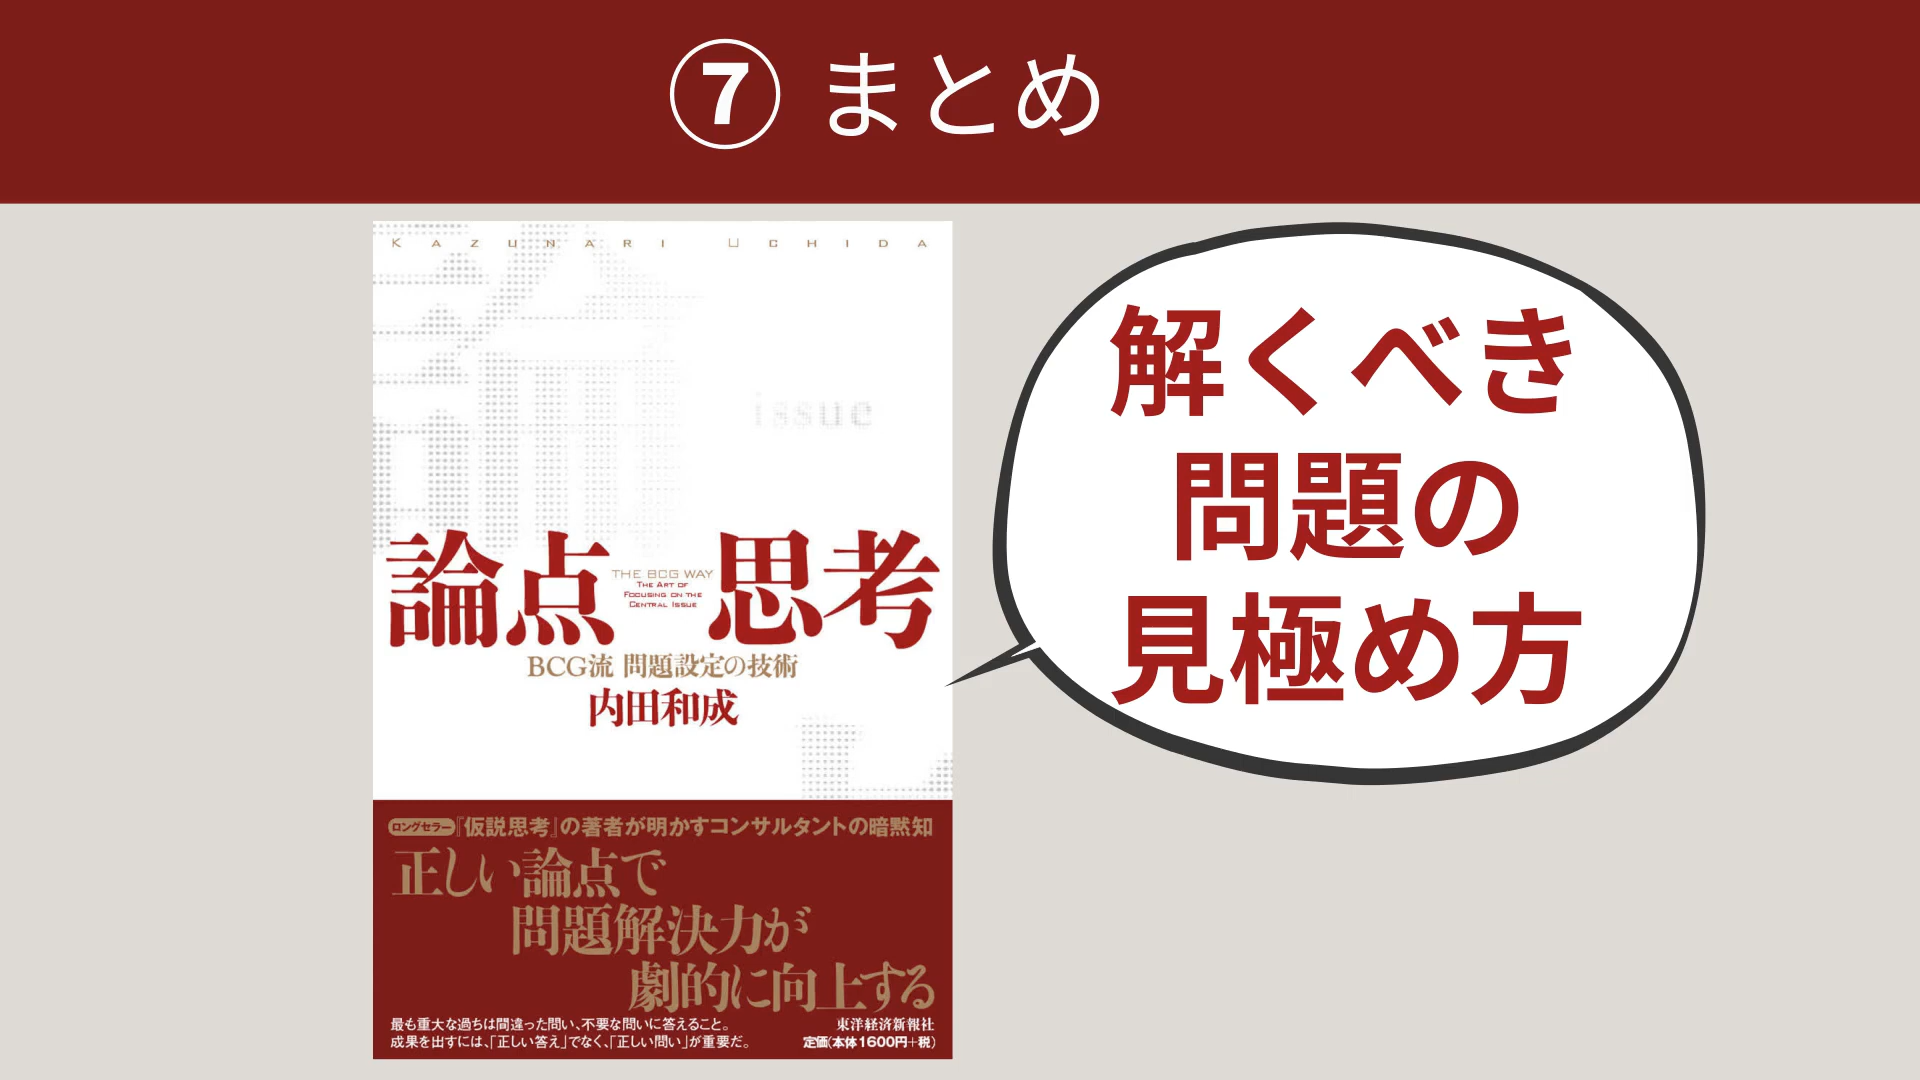 ⑦ まとめ
KAZUNARI UCHIDA
issue
論点思考
THE BCG WAY
THE ART OF
FOCUSING ON THE
CENTRAL ISSUE
BCG流 問題設定の技術
内田和成
ロングセラー『仮説思考』の著者が明かすコンサルタントの暗黙知
正しい論点で
問題解決力が
劇的に向上する
最も重大な過ちは間違った問い、不要な問いに答えること。
成果を出すには、「正しい答え」でなく、「正しい問い」が重要だ。
東洋経済新報社
定価(本体1600円+税)
解くべき
問題の
見極め方